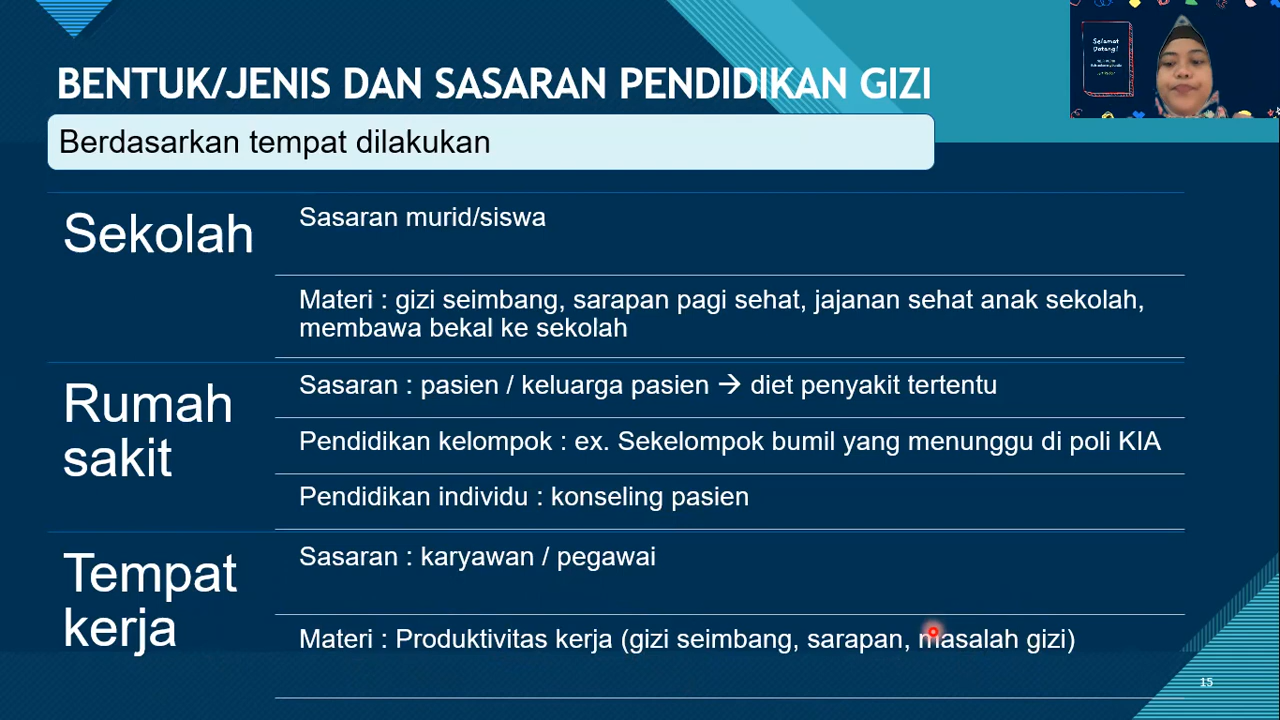 BENTUK/JENIS DAN SASARAN PENDIDIKAN GIZI
Berdasarkan tempat dilakukan
Sekolah
Sasaran murid/siswa
Materi : gizi seimbang, sarapan pagi sehat, jajanan sehat anak sekolah,
membawa bekal ke sekolah
Rumah
sakit
Sasaran : pasien / keluarga pasien → diet penyakit tertentu
Pendidikan kelompok : ex. Sekelompok bumil yang menunggu di poli KIA
Pendidikan individu : konseling pasien
Tempat
kerja
Sasaran : karyawan / pegawai
Materi : Produktivitas kerja (gizi seimbang, sarapan, masalah gizi)
15
Selamat
Datang!